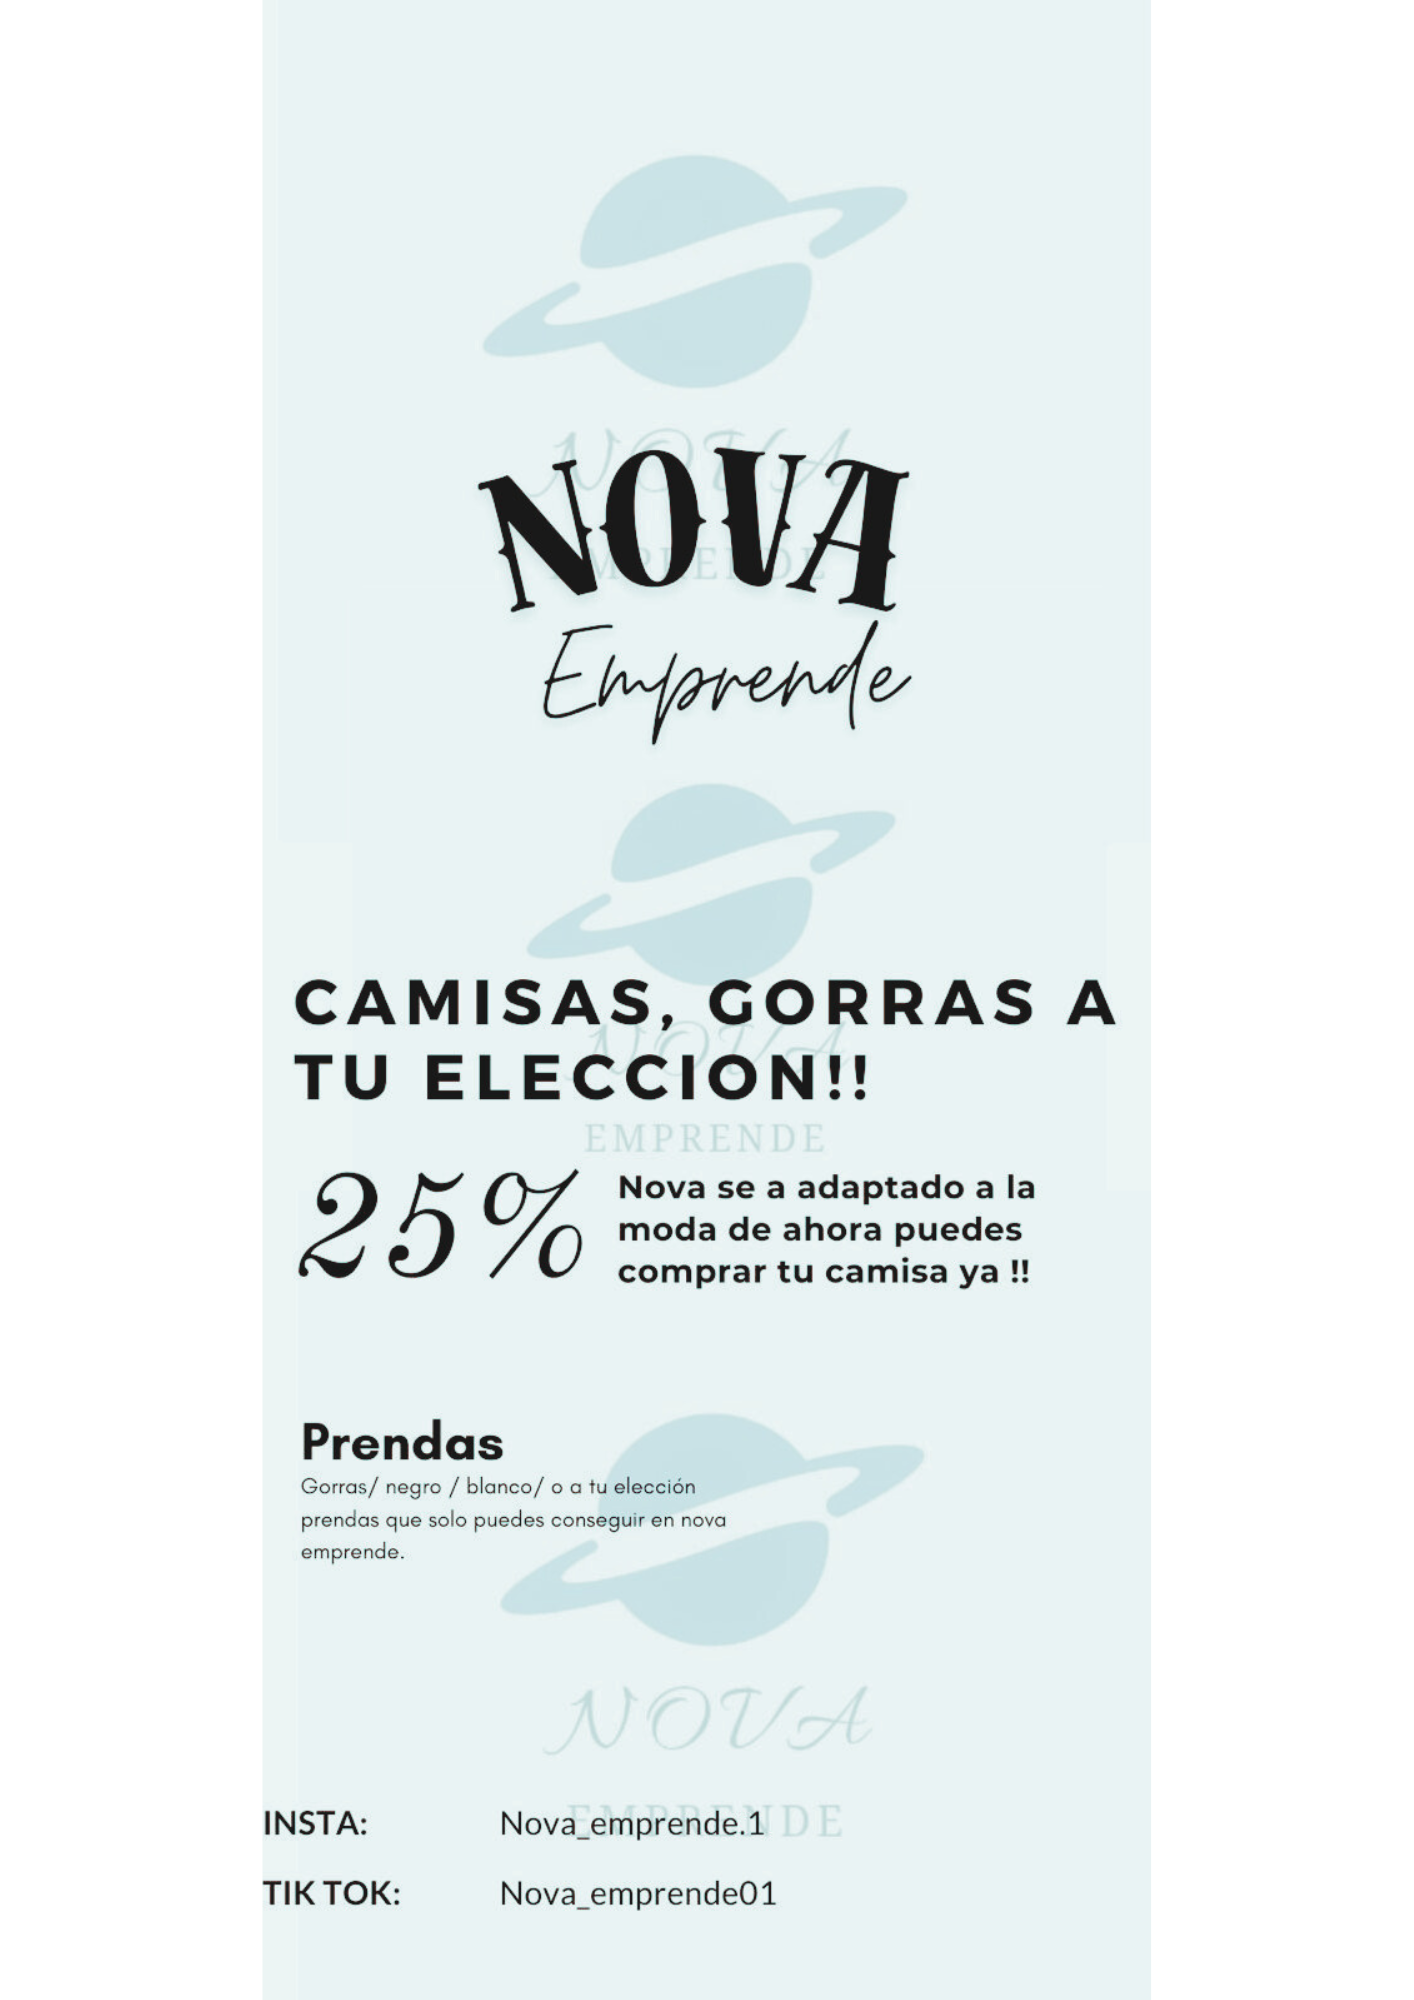 NOVA
EMPRENDE
NOVA
Emprende
NOVA
CAMISAS, GORRAS A
TU ELECCION!!
EMPRENDE
25%
Nova se a adaptado a la
moda de ahora puedes
comprar tu camisa ya !!
Prendas
Gorras/ negro / blanco/ o a tu elección
prendas que solo puedes conseguir en nova
emprende.
NOVA
EMPRENDE
INSTA: Nova_emprende.1
TIK TOK: Nova_emprende01